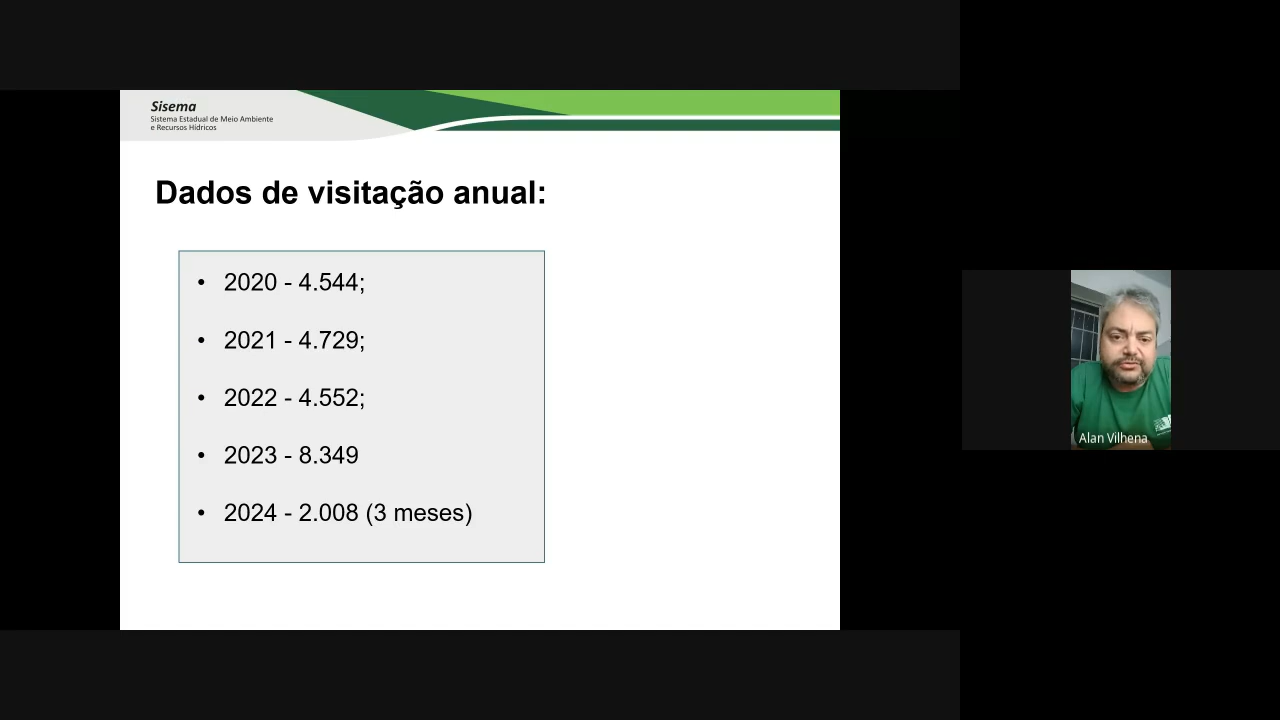 Sisema
Sistema Estadual de Meio Ambiente
e Recursos Hídricos
Dados de visitação anual:
• 2020 - 4.544;
• 2021 - 4.729;
• 2022 - 4.552;
• 2023 - 8.349
• 2024 - 2.008 (3 meses)
Alan Vilhena